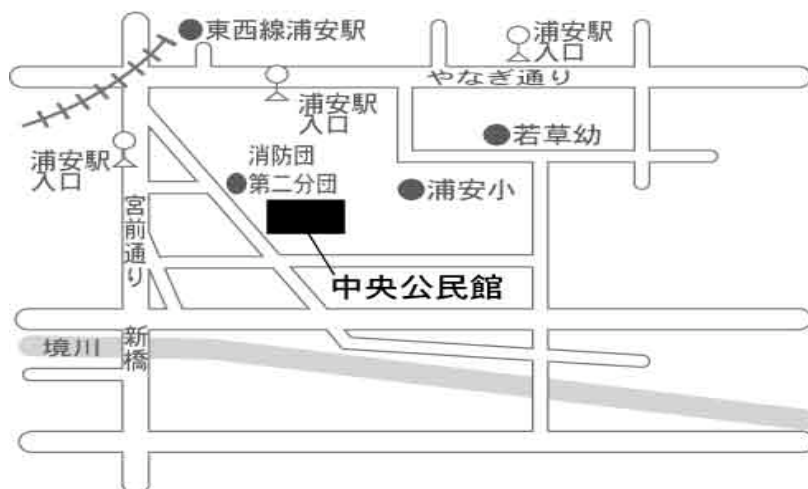 東西線浦安駅
浦安駅
入口
やなぎ通り
浦安駅
入口
若草幼
浦安駅
入口
消防団
第二分団
浦安小
宮前通り
中央公民館
新橋
境川